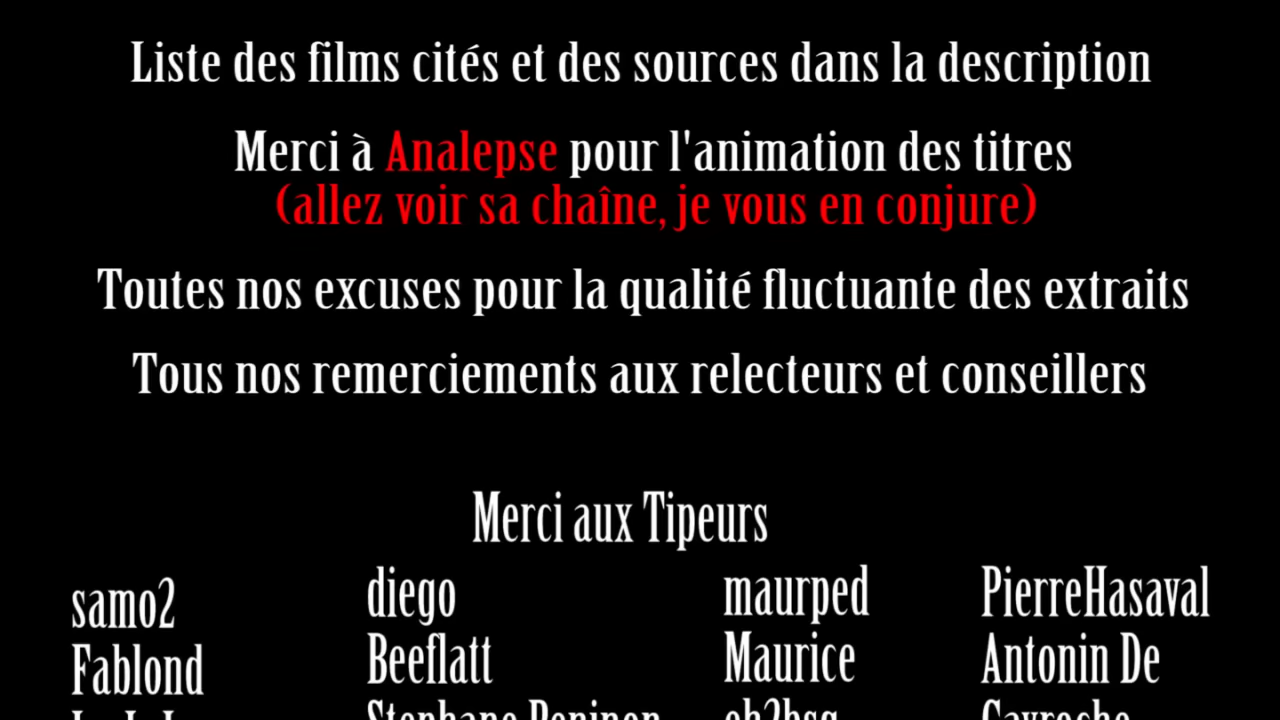 Liste des films cités et des sources dans la description
Merci à Analepse pour l'animation des titres
(allez voir sa chaîne, je vous en conjure)
Toutes nos excuses pour la qualité fluctuante des extraits
Tous nos remerciements aux relecteurs et conseillers
Merci aux Tipeurs
samo2 diego maurped PierreHasaval
Fablond Beeflatt Maurice Antonin De
Stephane